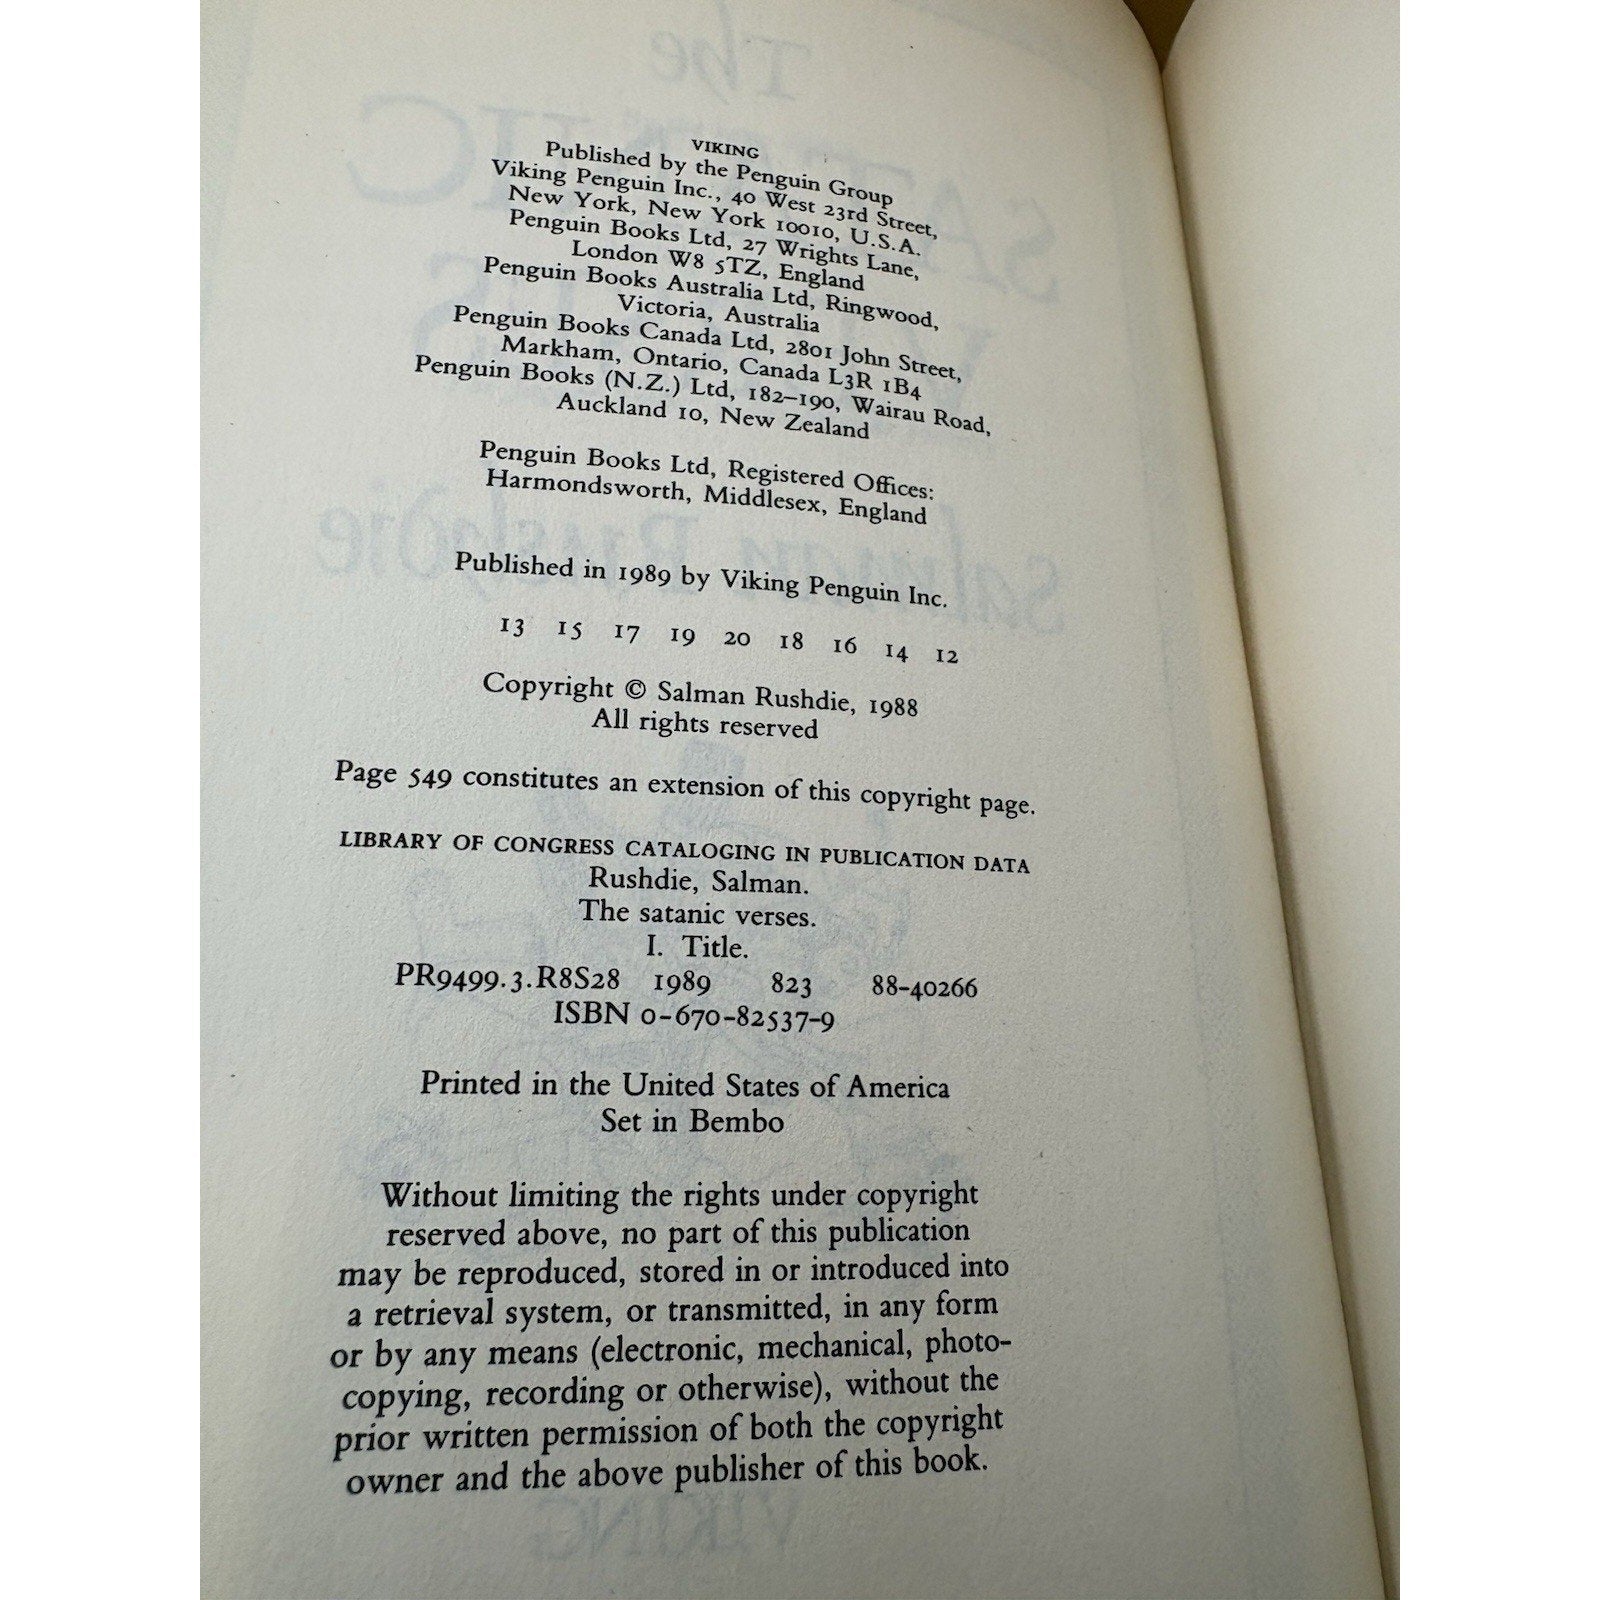 VIKING
Published by the Penguin Group
Viking Penguin Inc., 40 West 23rd Street,
New York, New York 10010, U.S.A.
Penguin Books Ltd, 27 Wrights Lane,
London W8 5TZ, England
Penguin Books Australia Ltd, Ringwood,
Victoria, Australia
Penguin Books Canada Ltd, 2801 John Street,
Markham, Ontario, Canada L3R 1B4
Penguin Books (N.Z.) Ltd, 182–190, Wairau Road,
Auckland 10, New Zealand
Penguin Books Ltd, Registered Offices:
Harmondsworth, Middlesex, England
Published in 1989 by Viking Penguin Inc.
13 15 17 19 20 18 16 14 12
Copyright © Salman Rushdie, 1988
All rights reserved
Page 549 constitutes an extension of this copyright page.
LIBRARY OF CONGRESS CATALOGING IN PUBLICATION DATA
Rushdie, Salman.
The satanic verses.
I. Title.
PR9499.3.R8S28 1989 823 88-40266
ISBN 0-670-82537-9
Printed in the United States of America
Set in Bembo
Without limiting the rights under copyright
reserved above, no part of this publication
may be reproduced, stored in or introduced into
a retrieval system, or transmitted, in any form
or by any means (electronic, mechanical, photo-
copying, recording or otherwise), without the
prior written permission of both the copyright
owner and the above publisher of this book.
The
Salman Rushdie
VIKING